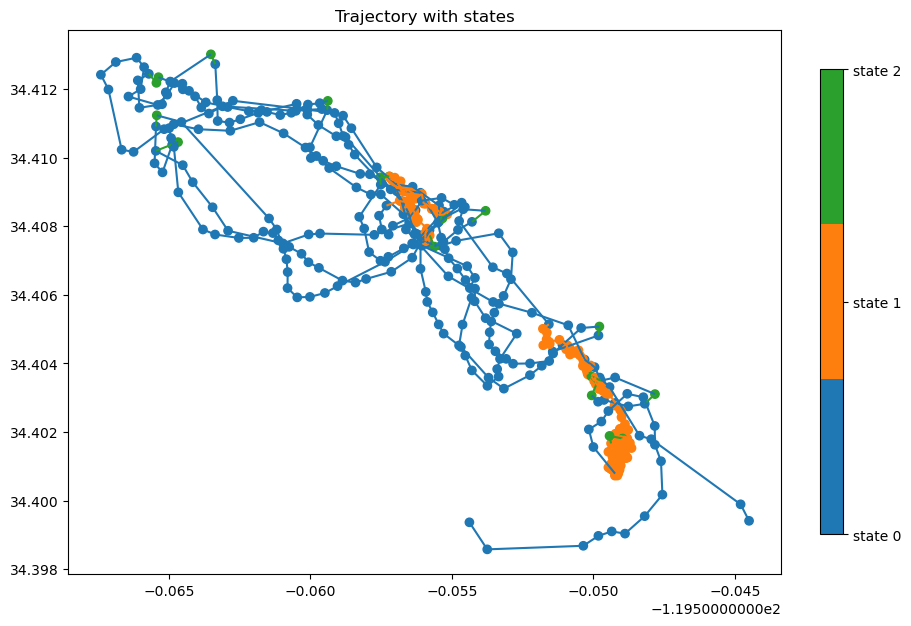 Trajectory with states
34.412
34.410
34.408
34.406
34.404
34.402
34.400
34.398
−0.065 −0.060 −0.055 −0.050 −0.045
−1.1950000000e2
state 2
state 1
state 0